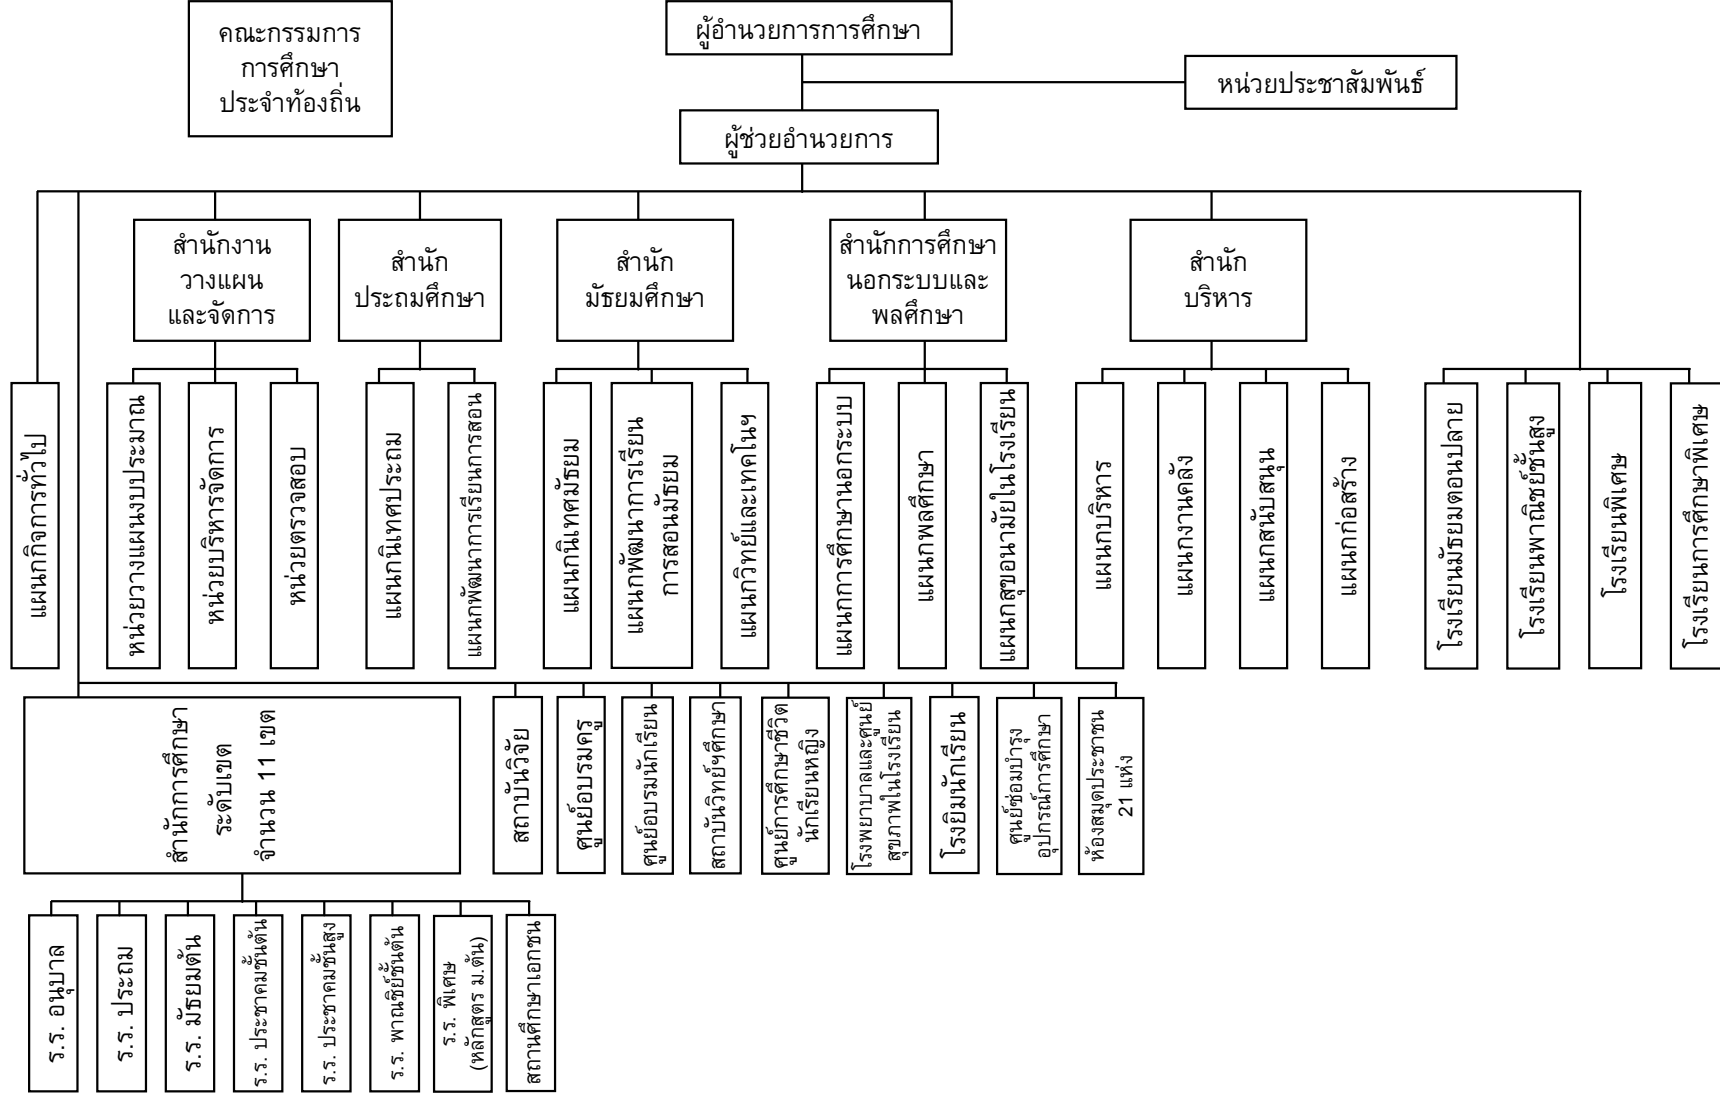 คณะกรรมการ
การศึกษา
ประจำท้องถิ่น
ผู้อำนวยการการศึกษา
หน่วยประชาสัมพันธ์
ผู้ช่วยอำนวยการ
สำนักงาน
วางแผน
และจัดการ
สำนัก
ประถมศึกษา
สำนัก
มัธยมศึกษา
สำนักการศึกษา
นอกระบบและ
พลศึกษา
สำนัก
บริหาร
แผนกกิจการทั่วไป
หน่วยวางแผนงบประมาณ
หน่วยบริหารจัดการ
หน่วยตรวจสอบ
แผนกนิเทศประถม
แผนกพัฒนาการเรียนการสอน
แผนกนิเทศมัธยม
แผนกพัฒนาการเรียน
การสอนมัธยม
แผนกวิทย์และเทคโนฯ
แผนกการศึกษานอกระบบ
แผนกพลศึกษา
แผนกสุขอนามัยในโรงเรียน
แผนกบริหาร
แผนกงานคลัง
แผนกสนับสนุน
แผนกก่อสร้าง
โรงเรียนมัธยมตอนปลาย
โรงเรียนพาณิชย์ชั้นสูง
โรงเรียนพิเศษ
โรงเรียนการศึกษาพิเศษ
สำนักการศึกษา
ระดับเขต
จำนวน 11 เขต
สถาบันวิจัย
ศูนย์อบรมครู
ศูนย์อบรมนักเรียน
สถาบันวิทย์ฯศึกษา
ศูนย์การศึกษาชีวิต
นักเรียนหญิง
โรงพยาบาลและศูนย์
สุขภาพในโรงเรียน
โรงยิมนักเรียน
ศูนย์ซ่อมบำรุง
อุปกรณ์การศึกษา
ห้องสมุดประชาชน
21 แห่ง
ร.ร. อนุบาล
ร.ร. ประถม
ร.ร. มัธยมต้น
ร.ร. ประชาคมชั้นต้น
ร.ร. ประชาคมชั้นสูง
ร.ร. พาณิชย์ชั้นต้น
ร.ร. พิเศษ
(หลักสูตร ม.ต้น)
สถานศึกษาเอกชน